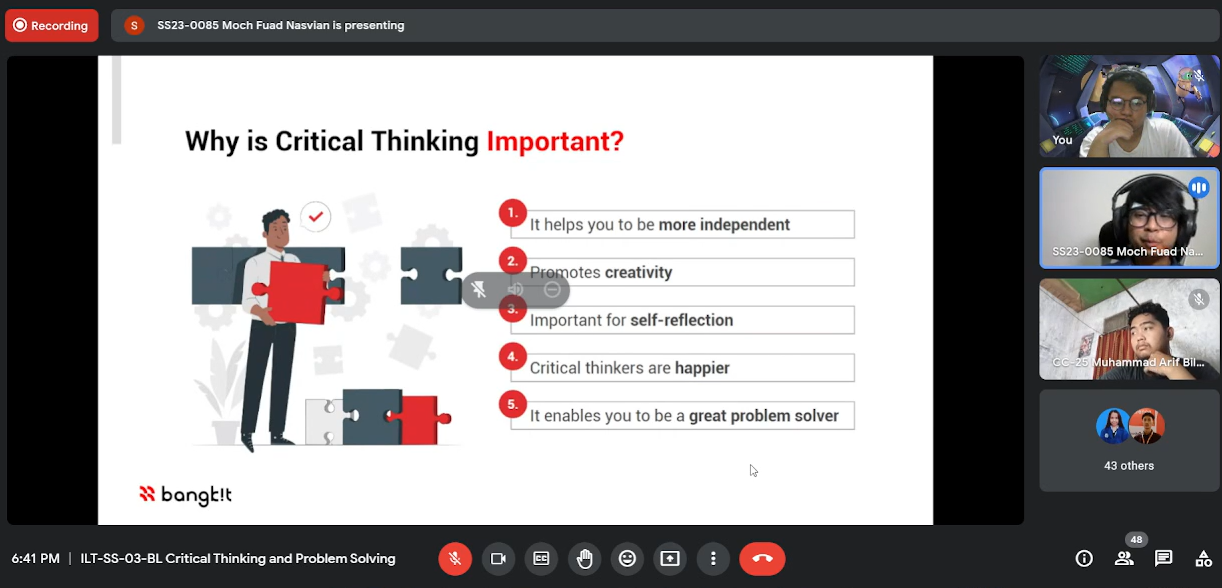 Recording
S
SS23-0085 Moch Fuad Nasvian is presenting
Why is Critical Thinking Important?
1.
It helps you to be more independent
2.
Promotes creativity
3.
Important for self-reflection
4.
Critical thinkers are happier
5.
It enables you to be a great problem solver
bangk!t
You
SS23-0085 Moch Fuad Na...
CC-25 Muhammad Arif Bil...
43 others
6:41 PM | ILT-SS-03-BL Critical Thinking and Problem Solving
CC
48